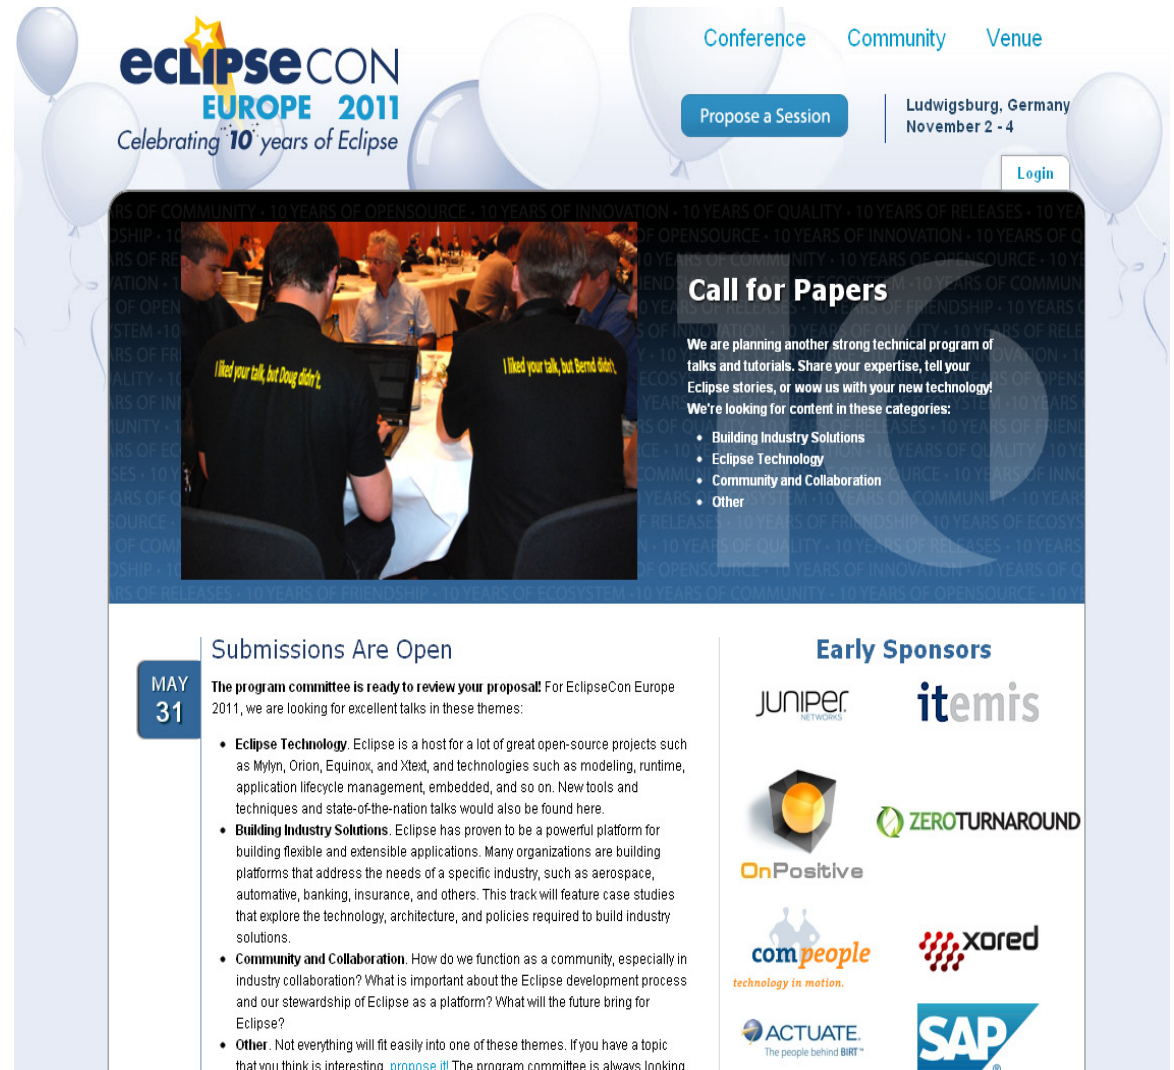 eclipsecon
EUROPE 2011
Celebrating 10 years of Eclipse
Conference Community Venue
Propose a Session
Ludwigsburg, Germany
November 2 - 4
Login
I liked your talk, but Doug didn't.
I liked your talk, but Bernd didn't.
10
Call for Papers
We are planning another strong technical program of
talks and tutorials. Share your expertise, tell your
Eclipse stories, or wow us with your new technology!
We're looking for content in these categories:
• Building Industry Solutions
• Eclipse Technology
• Community and Collaboration
• Other
MAY
31
Submissions Are Open
The program committee is ready to review your proposal! For EclipseCon Europe
2011, we are looking for excellent talks in these themes:
• Eclipse Technology. Eclipse is a host for a lot of great open-source projects such
as Mylyn, Orion, Equinox, and Xtext, and technologies such as modeling, runtime,
application lifecycle management, embedded, and so on. New tools and
techniques and state-of-the-nation talks would also be found here.
• Building Industry Solutions. Eclipse has proven to be a powerful platform for
building flexible and extensible applications. Many organizations are building
platforms that address the needs of a specific industry, such as aerospace,
automative, banking, insurance, and others. This track will feature case studies
that explore the technology, architecture, and policies required to build industry
solutions.
• Community and Collaboration. How do we function as a community, especially in
industry collaboration? What is important about the Eclipse development process
and our stewardship of Eclipse as a platform? What will the future bring for
Eclipse?
• Other. Not everything will fit easily into one of these themes. If you have a topic
that you think is interesting, propose it! The program committee is always looking
Early Sponsors
JUNIPER
NETWORKS
itemis
OnPositive
ZEROTURNAROUND
compeople
technology in motion.
xored
ACTUATE.
The people behind BIRT™
SAP®